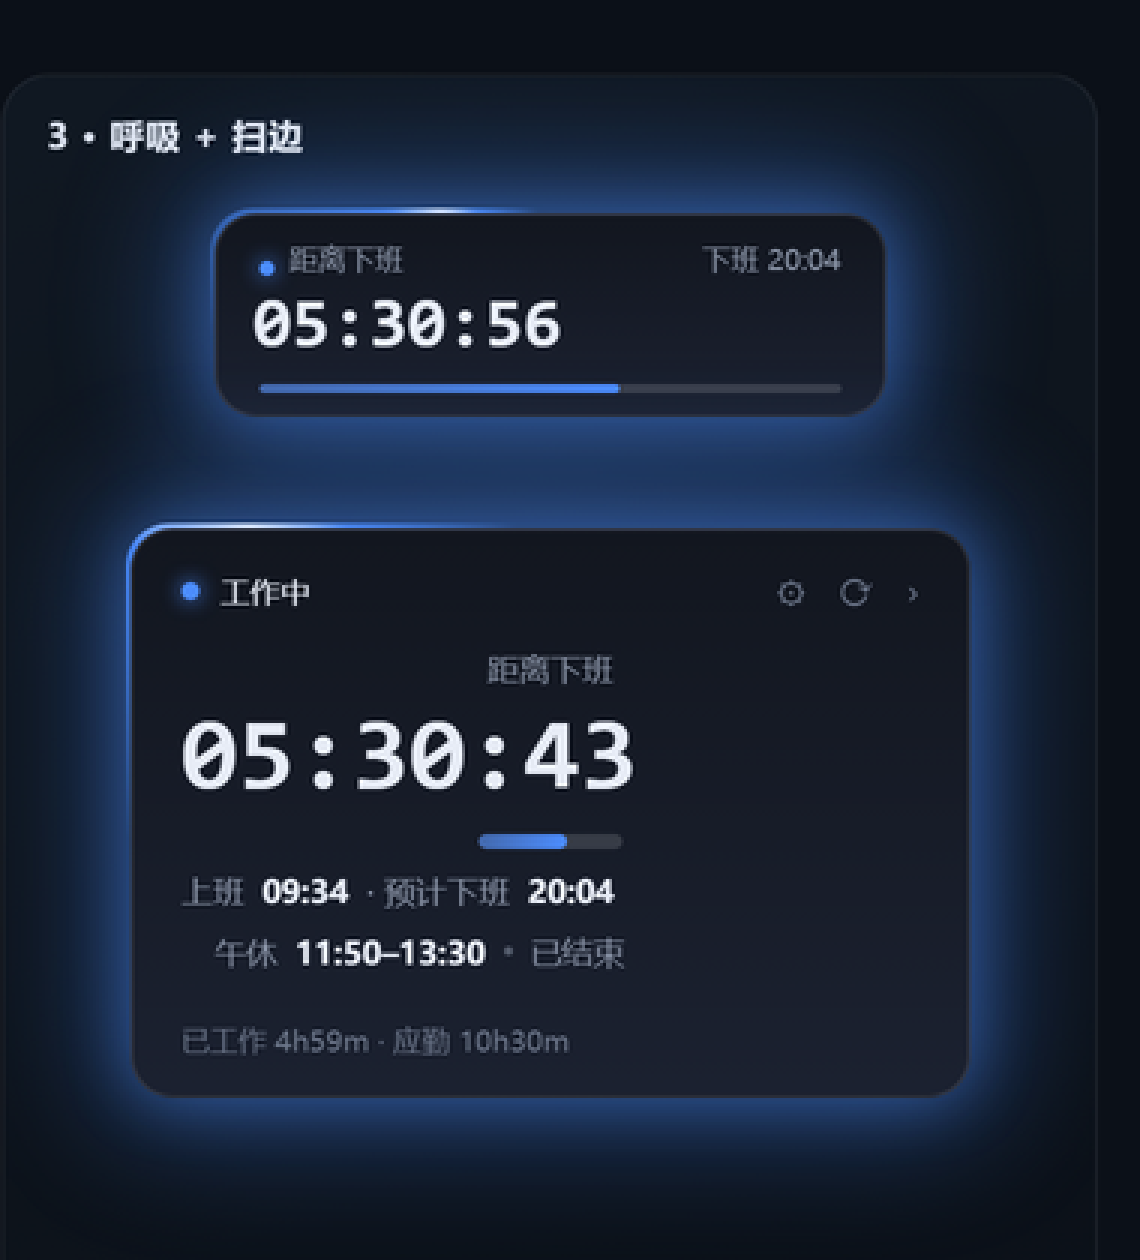 3 • 呼吸 + 扫边
距离下班 下班 20:04
05:30:56
工作中
距离下班
05:30:43
上班 09:34 · 预计下班 20:04
午休 11:50–13:30 • 已结束
已工作 4h59m · 应勤 10h30m